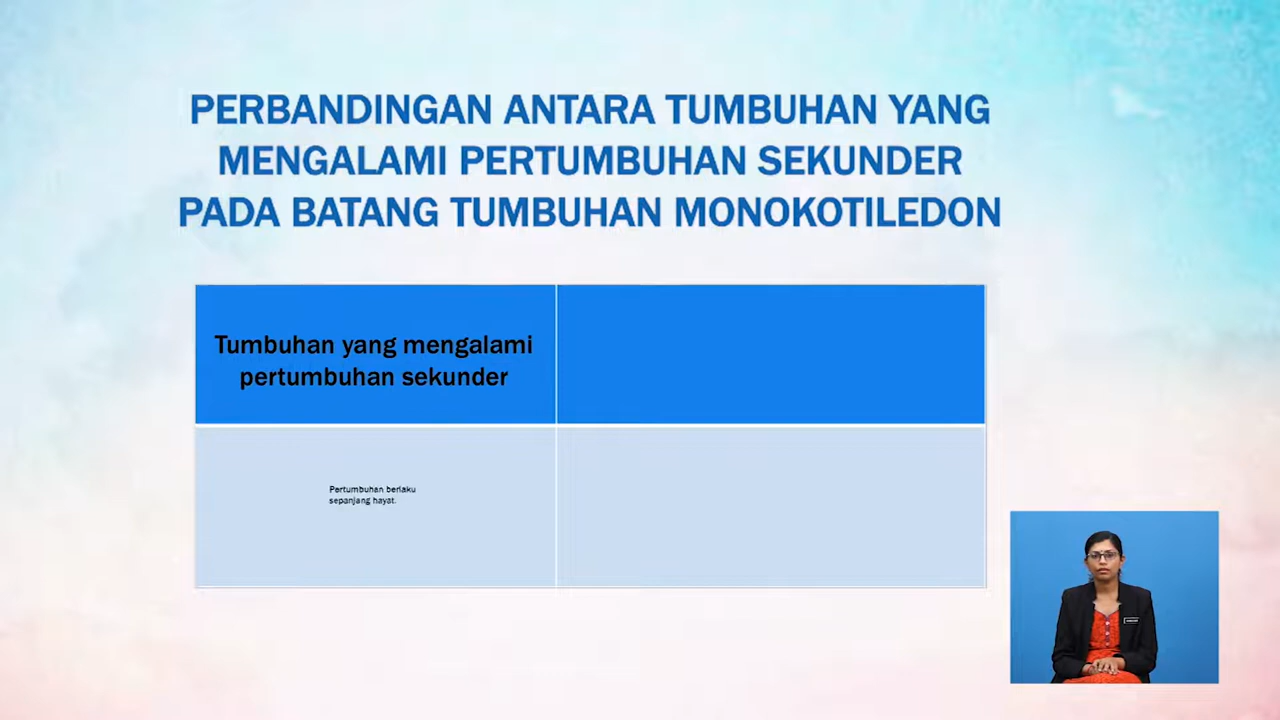 PERBANDINGAN ANTARA TUMBUHAN YANG
MENGALAMI PERTUMBUHAN SEKUNDER
PADA BATANG TUMBUHAN MONOKOTILEDON
Tumbuhan yang mengalami
pertumbuhan sekunder
Pertumbuhan berlaku
sepanjang hayat.